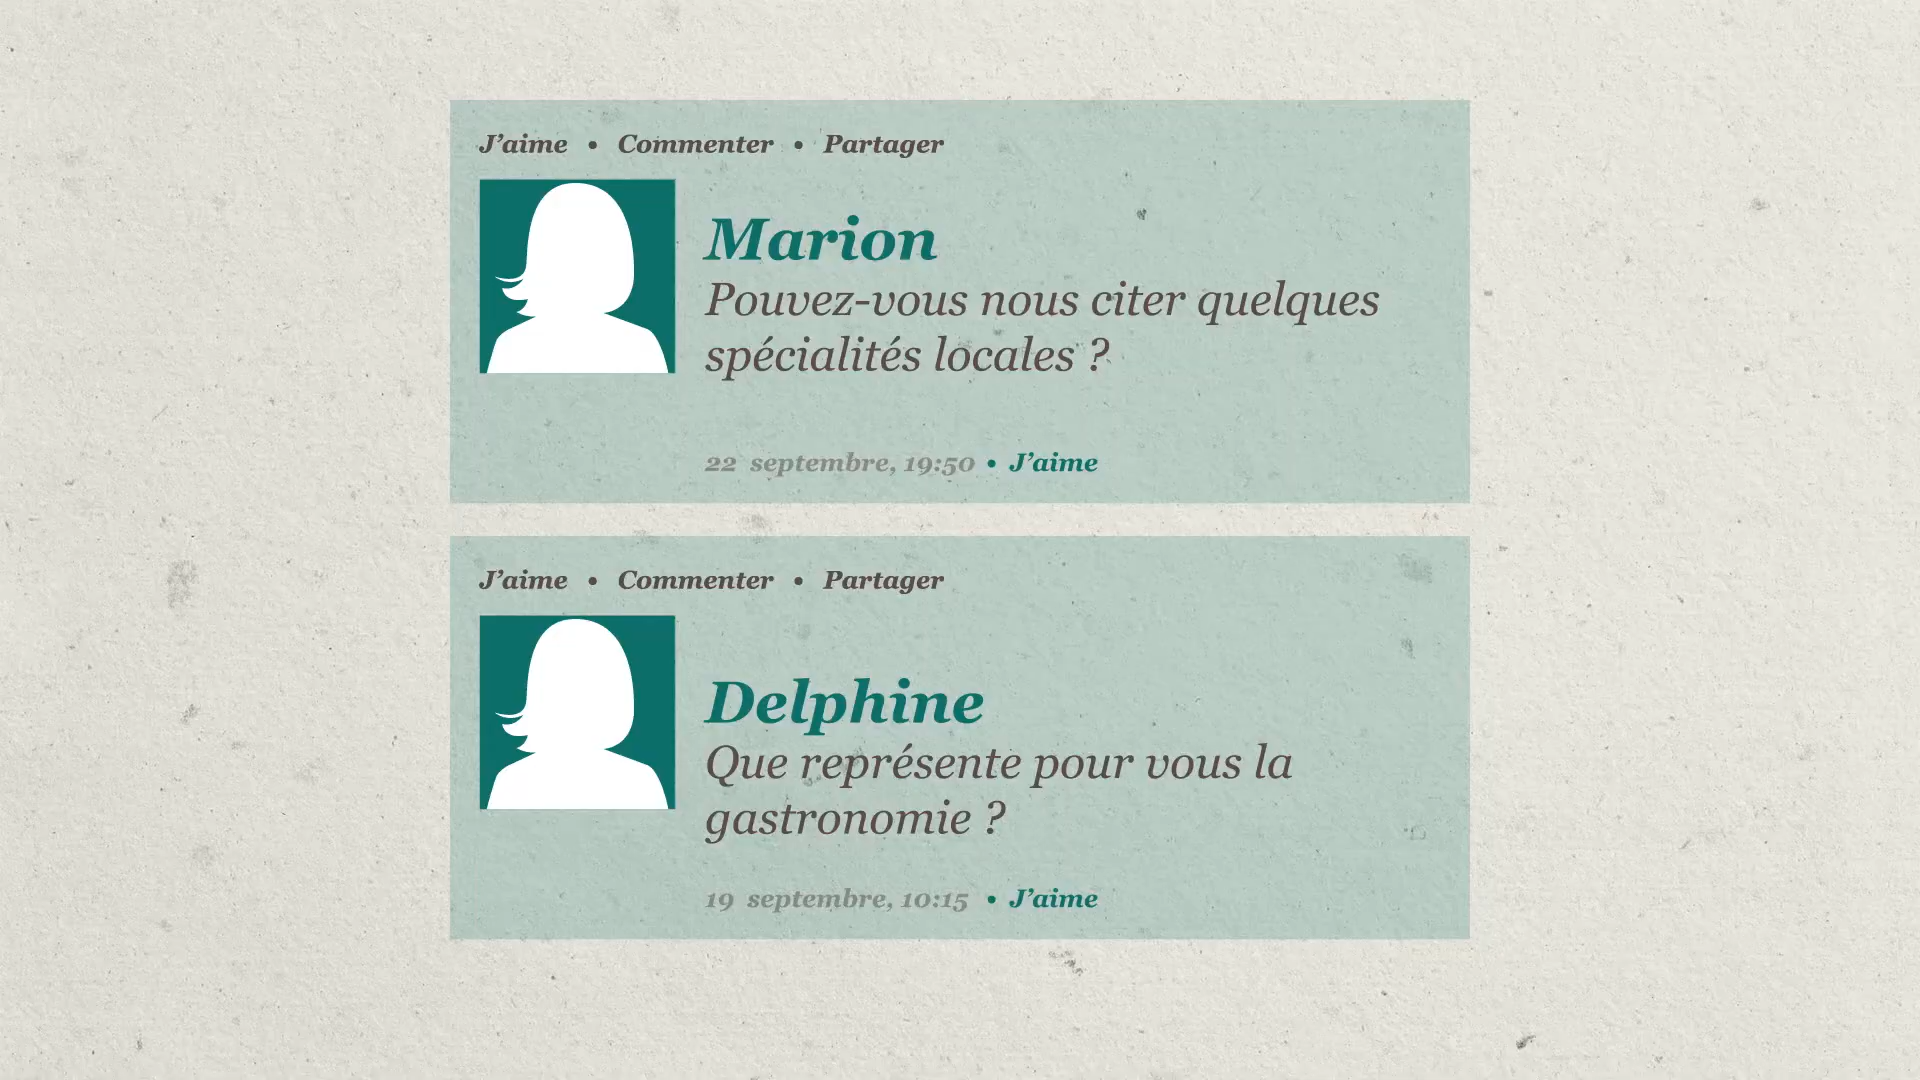 J’aime • Commenter • Partager
Marion
Pouvez-vous nous citer quelques
spécialités locales ?
22 septembre, 19:50 • J’aime
J’aime • Commenter • Partager
Delphine
Que représente pour vous la
gastronomie ?
19 septembre, 10:15 • J’aime